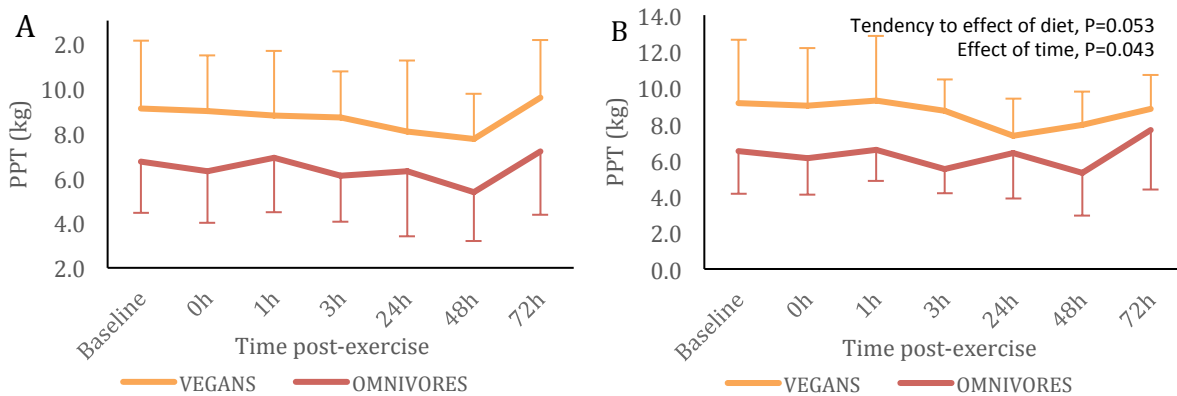 A
PPT (kg)
2.0
10.0
8.0
6.0
4.0
2.0
Baseline
0h
1h
3h
24h
48h
72h
Time post-exercise
VEGANS
OMNIVORES
B
Tendency to effect of diet, P=0.053
Effect of time, P=0.043
PPT (kg)
14.0
12.0
10.0
8.0
6.0
4.0
2.0
0.0
Baseline
0h
1h
3h
24h
48h
72h
Time post-exercise
VEGANS
OMNIVORES